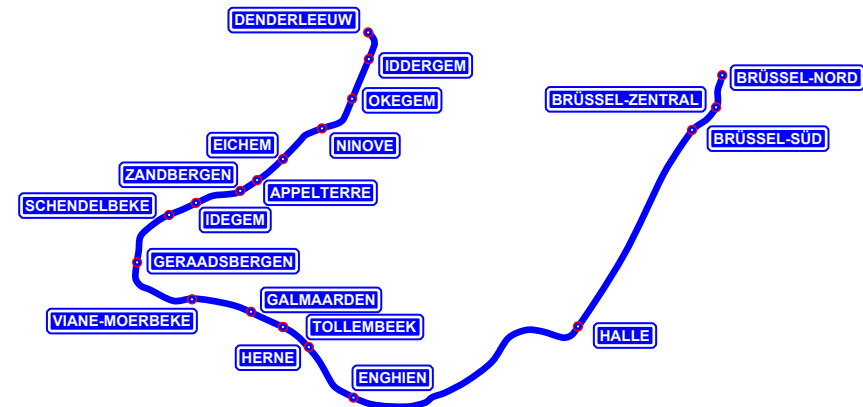 DENDERLEEUW
IDDERGEM
BRÜSSEL-NORD
OKEGEM
BRÜSSEL-ZENTRAL
BRÜSSEL-SÜD
EICHEM
NINOVE
ZANDBERGEN
APPELTERRE
SCHENDELBEKE
IDEGEM
GERAADSBERGEN
GALMAARDEN
VIANE-MOERBEKE
TOLLEMBEEK
HALLE
HERNE
ENGHIEN